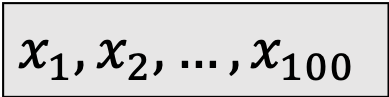 x₁, x₂, … , x₁₀₀